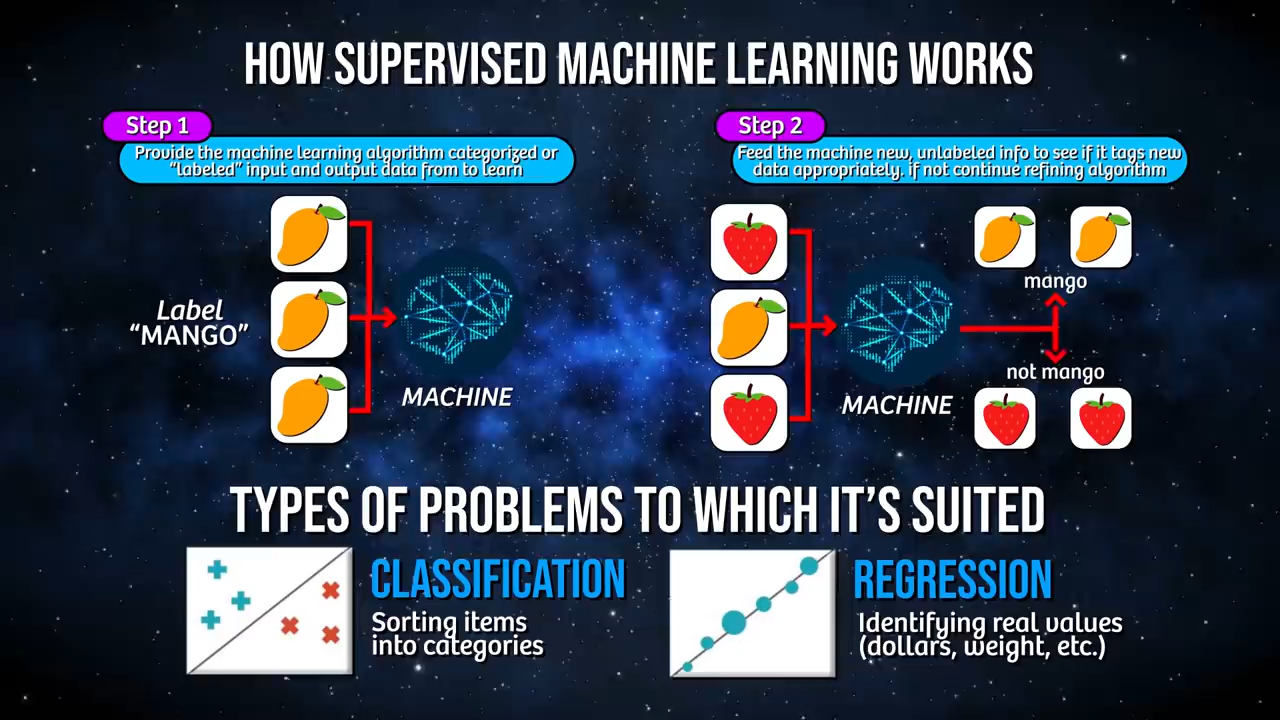 HOW SUPERVISED MACHINE LEARNING WORKS
Step 1
Provide the machine learning algorithm categorized or
“labeled” input and output data from to learn
Label
“MANGO”
MACHINE
Step 2
Feed the machine new, unlabeled info to see if it tags new
data appropriately. if not continue refining algorithm
MACHINE
mango
not mango
TYPES OF PROBLEMS TO WHICH IT’S SUITED
CLASSIFICATION
Sorting items
into categories
REGRESSION
Identifying real values
(dollars, weight, etc.)